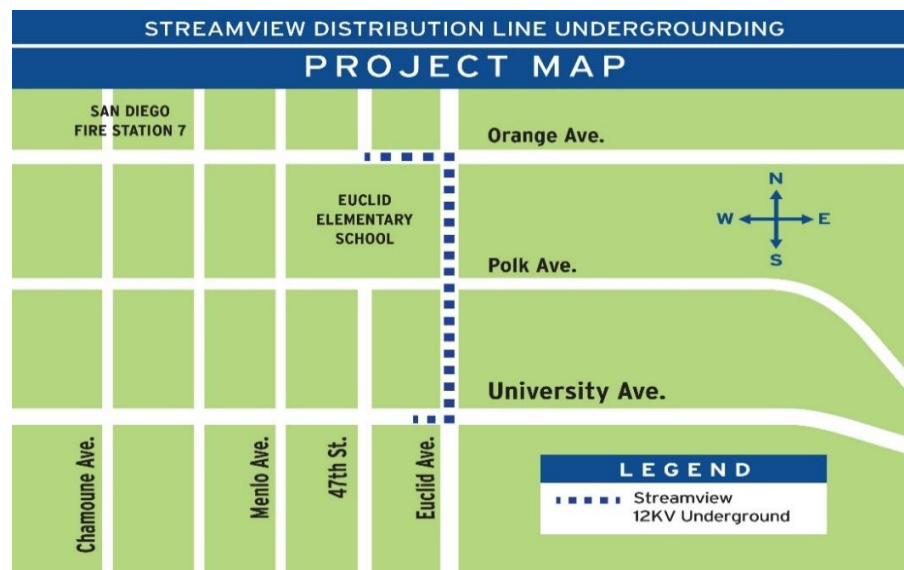 STREAMVIEW DISTRIBUTION LINE UNDERGROUNDING
PROJECT MAP
SAN DIEGO
FIRE STATION 7
Orange Ave.
EUCLID
ELEMENTARY
SCHOOL
N
W
E
S
Polk Ave.
University Ave.
Chamoune Ave.
Menlo Ave.
47th St.
Euclid Ave.
LEGEND
Streamview
12KV Underground